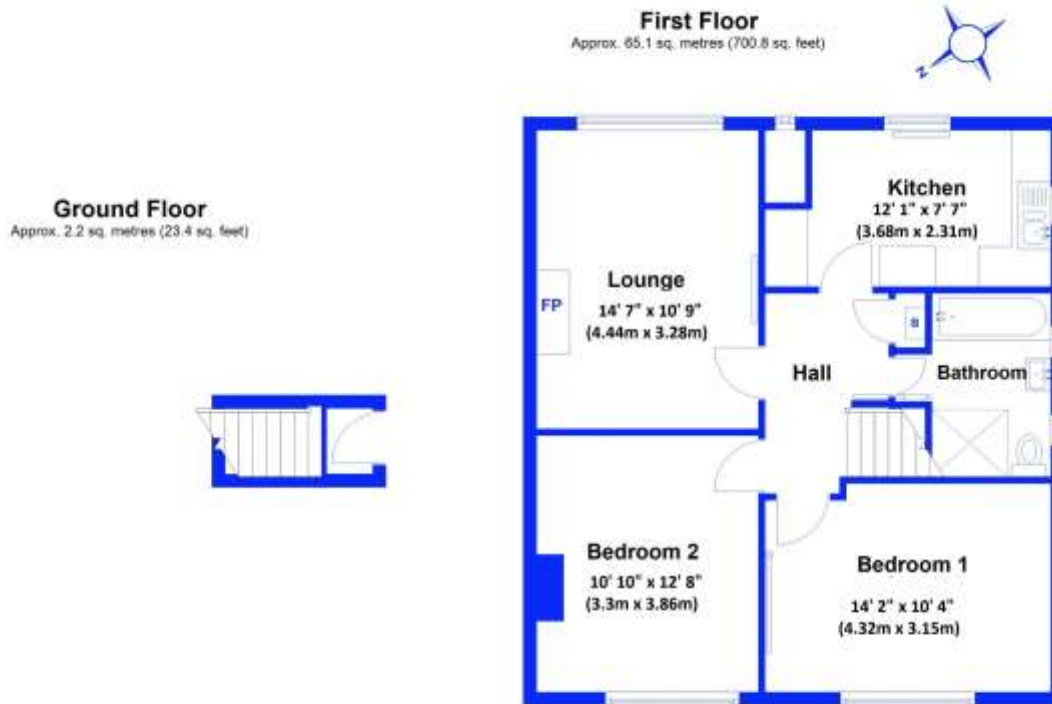 First Floor
Approx. 65.1 sq. metres (700.8 sq. feet)
N
Ground Floor
Approx. 2.2 sq. metres (23.4 sq. feet)
Kitchen
12' 1" x 7' 7"
(3.68m x 2.31m)
Lounge
14' 7" x 10' 9"
(4.44m x 3.28m)
FP
B
Hall
Bathroom
Bedroom 2
10' 10" x 12' 8"
(3.3m x 3.86m)
Bedroom 1
14' 2" x 10' 4"
(4.32m x 3.15m)